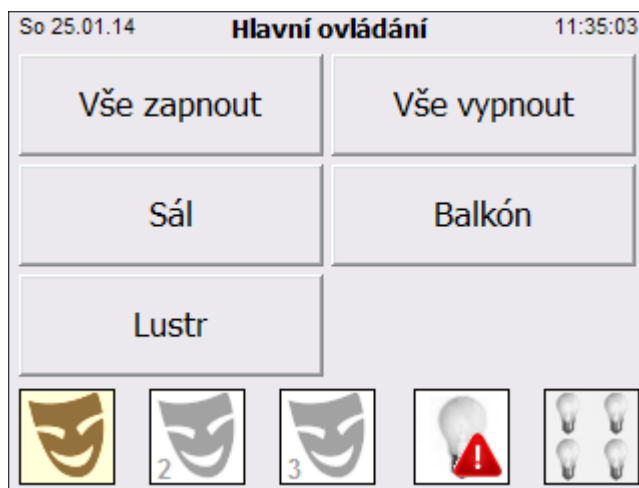 So 25.01.14 Hlavní ovládání 11:35:03
Vše zapnout Vše vypnout
Sál Balkón
Lustr
2 3